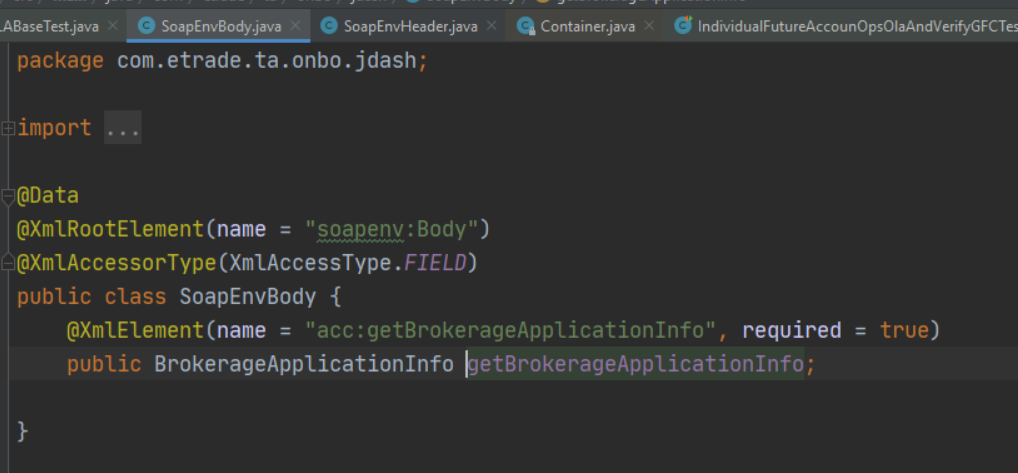 ABaseTest.java × SoapEnvBody.java × SoapEnvHeader.java × Container.java × IndividualFutureAccounOpsOlaAndVerifyGFCTes
package com.etrade.ta.onbo.jdash;
import ...
@Data
@XmlRootElement(name = "soapenv:Body")
@XmlAccessorType(XmlAccessType.FIELD)
public class SoapEnvBody {
@XmlElement(name = "acc:getBrokerageApplicationInfo", required = true)
public BrokerageApplicationInfo getBrokerageApplicationInfo;
}